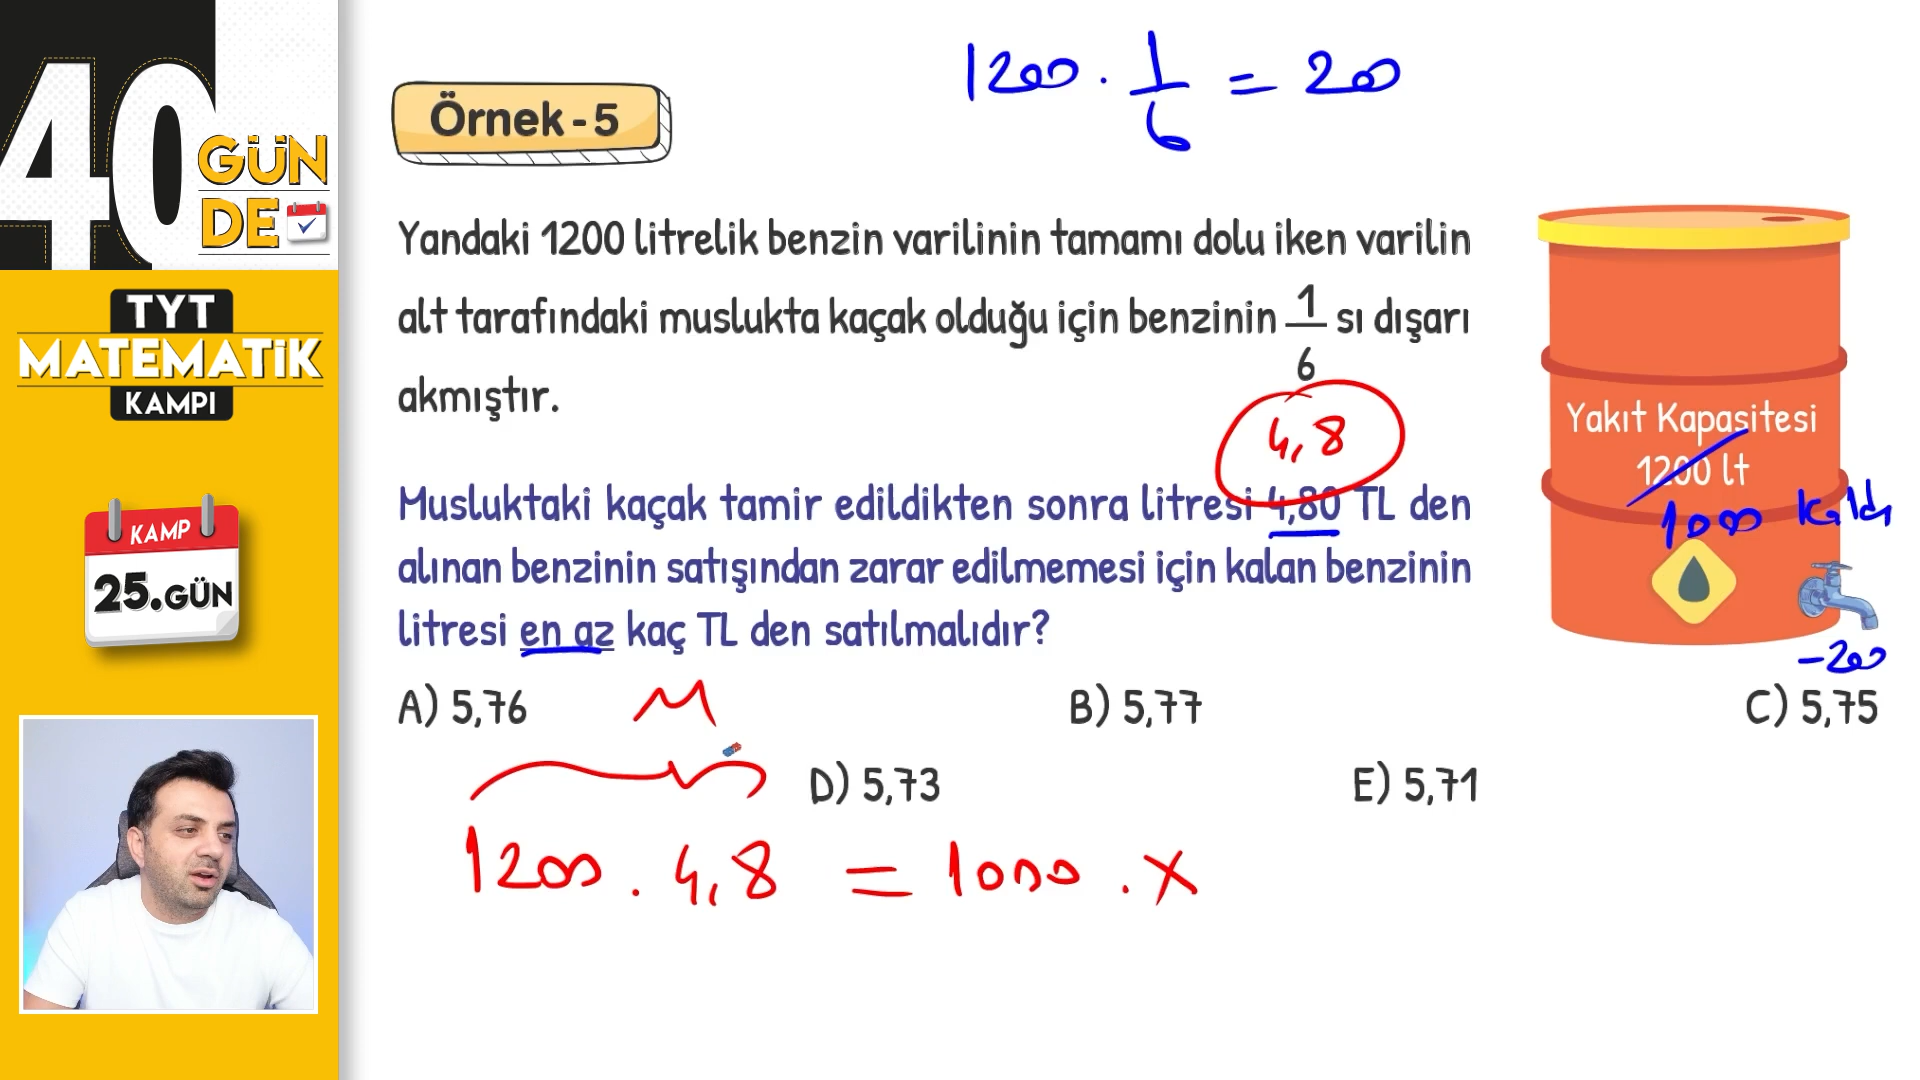 40
GÜN
DE
TYT
MATEMATİK
KAMPI
KAMP
25.GÜN
1200 . 1/6 = 200
Örnek - 5
Yandaki 1200 litrelik benzin varilinin tamamı dolu iken varilin
alt tarafındaki muslukta kaçak olduğu için benzinin 1/6 sı dışarı
akmıştır.
4,8
Musluktaki kaçak tamir edildikten sonra litresi 4,80 TL den
alınan benzinin satışından zarar edilmemesi için kalan benzinin
litresi en az kaç TL den satılmalıdır?
Yakıt Kapasitesi
1200 lt
1000 kaldı
-200
A) 5,76
B) 5,77
C) 5,75
D) 5,73
E) 5,71
M
1200 . 4,8 = 1000 . x